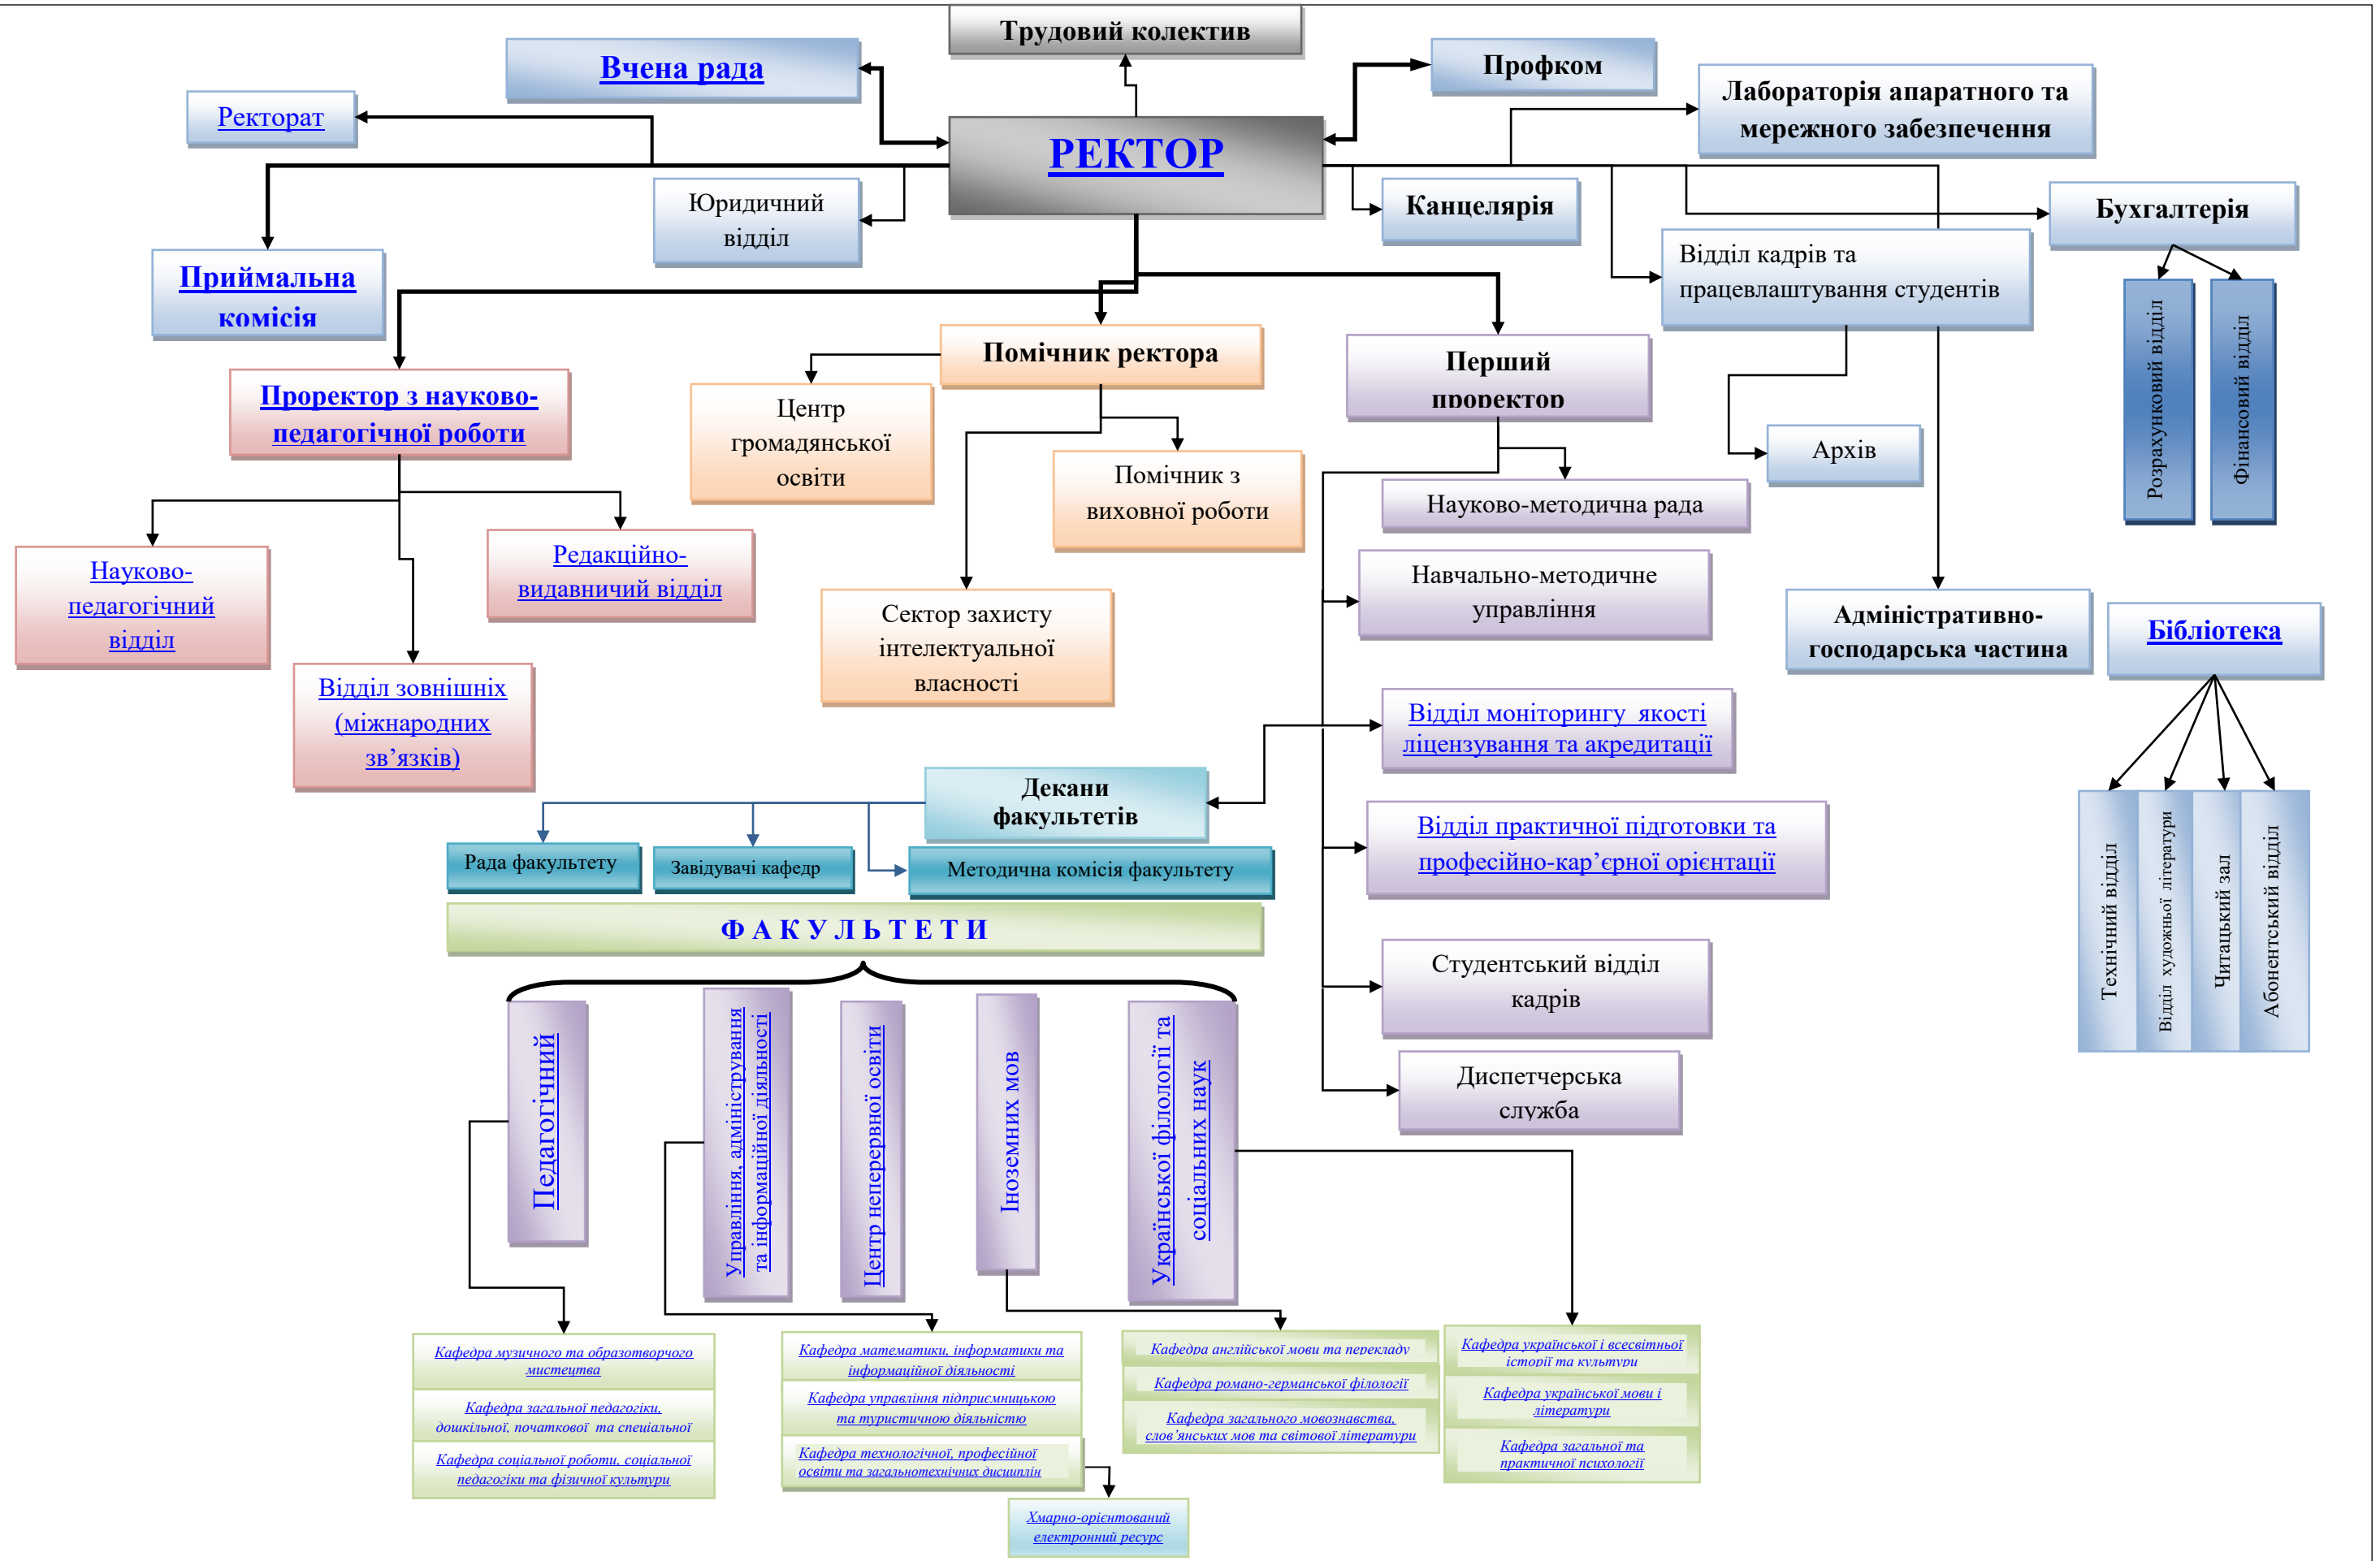 Трудовий колектив
Вчена рада
Профком
Лабораторія апаратного та
мережного забезпечення
Ректорат
РЕКТОР
Юридичний
відділ
Канцелярія
Бухгалтерія
Відділ кадрів та
працевлаштування студентів
Приймальна
комісія
Розрахунковий відділ
Фінансовий відділ
Помічник ректора
Перший
проректор
Проректор з науково-
педагогічної роботи
Центр
громадянської
освіти
Помічник з
виховної роботи
Архів
Науково-методична рада
Науково-
педагогічний
відділ
Редакційно-
видавничий відділ
Навчально-методичне
управління
Сектор захисту
інтелектуальної
власності
Адміністративно-
господарська частина
Бібліотека
Відділ зовнішніх
(міжнародних
зв’язків)
Відділ моніторингу  якості
ліцензування та акредитації
Декани
факультетів
Рада факультету
Завідувачі кафедр
Методична комісія факультету
Відділ практичної підготовки та
професійно-кар’єрної орієнтації
Технічний відділ
Відділ  художньої  літератури
Читацький зал
Абонентський відділ
Ф А К У Л Ь Т Е Т И
Студентський відділ
кадрів
Педагогічний
Управління, адміністрування
та інформаційної діяльності
Центр неперервної освіти
Іноземних мов
Української філології та
соціальних наук
Диспетчерська
служба
Кафедра музичного та образотворчого
мистецтва
Кафедра загальної педагогіки,
дошкільної, початкової  та спеціальної
Кафедра соціальної роботи, соціальної
педагогіки та фізичної культури
Кафедра математики, інформатики та
інформаційної діяльності
Кафедра управління підприємницькою
та туристичною діяльністю
Кафедра технологічної, професійної
освіти та загальнотехнічних дисциплін
Кафедра англійської мови та перекладу
Кафедра романо-германської філології
Кафедра загального мовознавства,
слов’янських мов та світової літератури
Кафедра української і всесвітньої
історії та культури
Кафедра української мови і
літератури
Кафедра загальної та
практичної психології
Хмарно-орієнтований
електронний ресурс